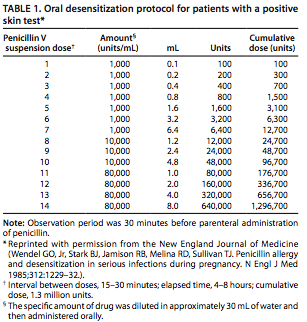 TABLE 1. Oral desensitization protocol for patients with a positive
skin test*
Penicillin V Amount§ Cumulative
suspension dose† (units/mL) mL Units dose (units)
1 1,000 0.1 100 100
2 1,000 0.2 200 300
3 1,000 0.4 400 700
4 1,000 0.8 800 1,500
5 1,000 1.6 1,600 3,100
6 1,000 3.2 3,200 6,300
7 1,000 6.4 6,400 12,700
8 10,000 1.2 12,000 24,700
9 10,000 2.4 24,000 48,700
10 10,000 4.8 48,000 96,700
11 80,000 1.0 80,000 176,700
12 80,000 2.0 160,000 336,700
13 80,000 4.0 320,000 656,700
14 80,000 8.0 640,000 1,296,700
Note: Observation period was 30 minutes before parenteral administration
of penicillin.
* Reprinted with permission from the New England Journal of Medicine
(Wendel GO, Jr, Stark BJ, Jamison RB, Melina RD, Sullivan TJ. Penicillin allergy
and desensitization in serious infections during pregnancy. N Engl J Med
1985;312:1229–32.).
† Interval between doses, 15–30 minutes; elapsed time, 4–8 hours; cumulative
dose, 1.3 million units.
§ The specific amount of drug was diluted in approximately 30 mL of water and
then administered orally.